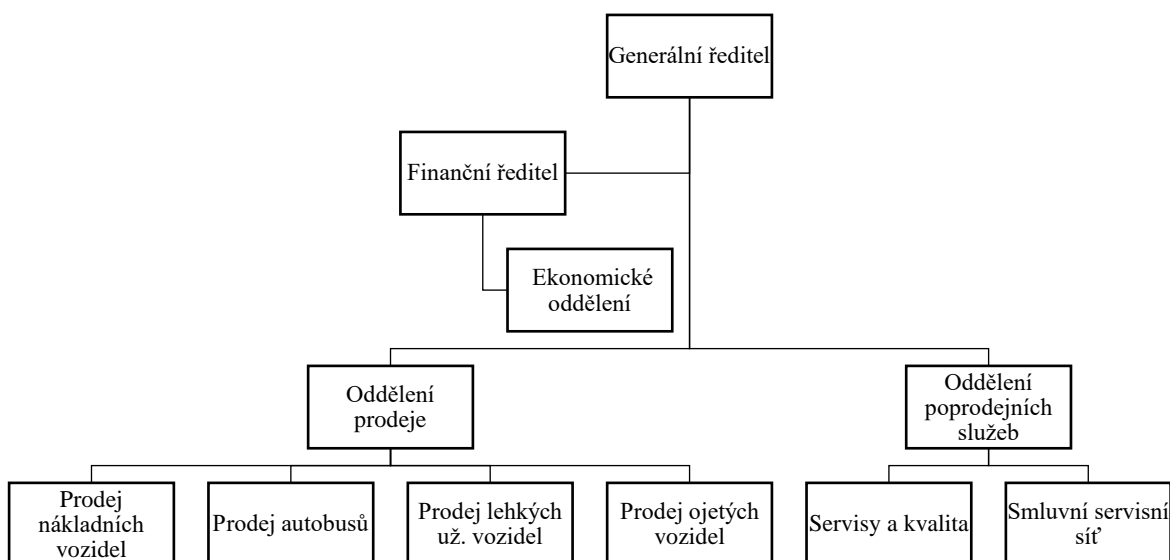 Generální ředitel
Finanční ředitel
Ekonomické
oddělení
Oddělení
prodeje
Oddělení
poprodejních
služeb
Prodej
nákladních
vozidel
Prodej autobusů
Prodej lehkých
už. vozidel
Prodej ojetých
vozidel
Servisy a kvalita
Smluvní servisní
síť